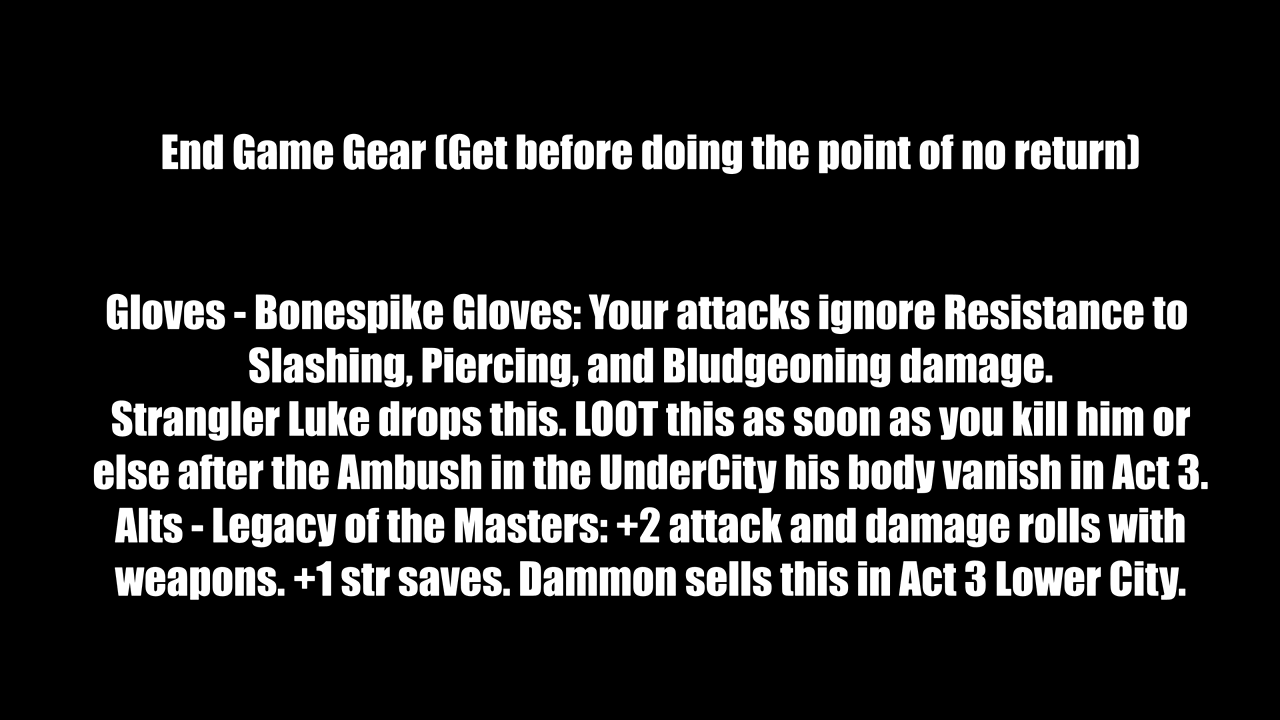 End Game Gear (Get before doing the point of no return)
Gloves - Bonespike Gloves: Your attacks ignore Resistance to
Slashing, Piercing, and Bludgeoning damage.
Strangler Luke drops this. LOOT this as soon as you kill him or
else after the Ambush in the UnderCity his body vanish in Act 3.
Alts - Legacy of the Masters: +2 attack and damage rolls with
weapons. +1 str saves. Dammon sells this in Act 3 Lower City.